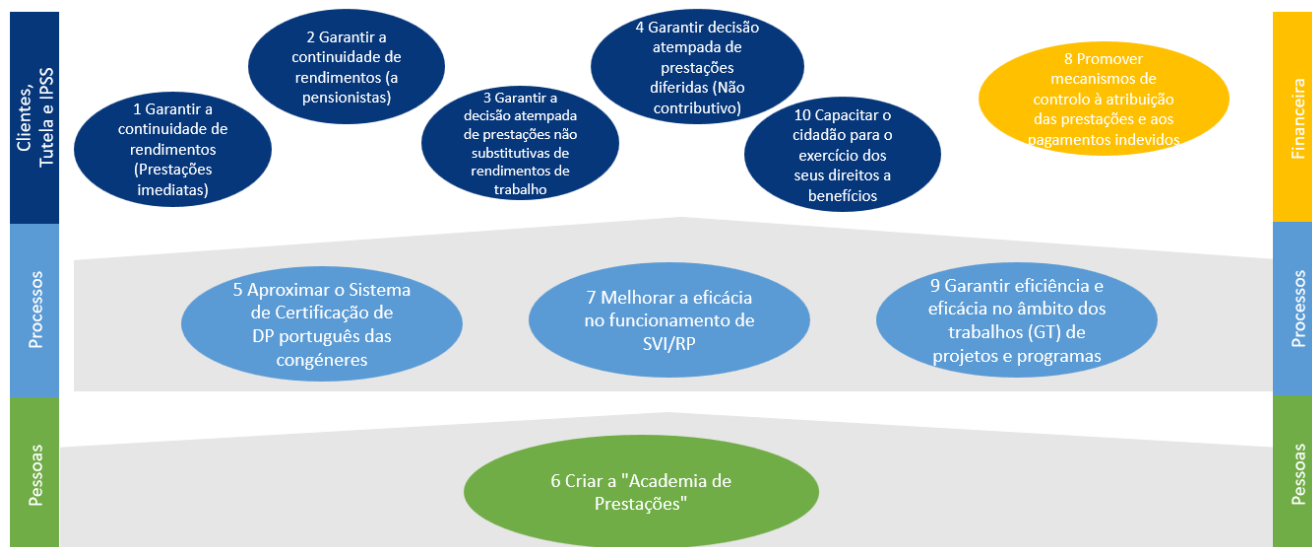 Clientes,
Tutela e IPSS
1 Garantir a
continuidade de
rendimentos
(Prestações
imediatas)
2 Garantir a
continuidade de
rendimentos (a
pensionistas)
3 Garantir a
decisão atempada
de prestações não
substitutivas de
rendimentos de
trabalho
4 Garantir decisão
atempada de
prestações
diferidas (Não
contributivo)
10 Capacitar o
cidadão para o
exercício dos
seus direitos a
benefícios
8 Promover
mecanismos de
controlo à atribuição
das prestações e aos
pagamentos indevidos
Financeira
Processos
5 Aproximar o Sistema
de Certificação de
DP português das
congéneres
7 Melhorar a eficácia
no funcionamento de
SVI/RP
9 Garantir eficiência e
eficácia no âmbito dos
trabalhos (GT) de
projetos e programas
Processos
Pessoas
6 Criar a "Academia de
Prestações"
Pessoas